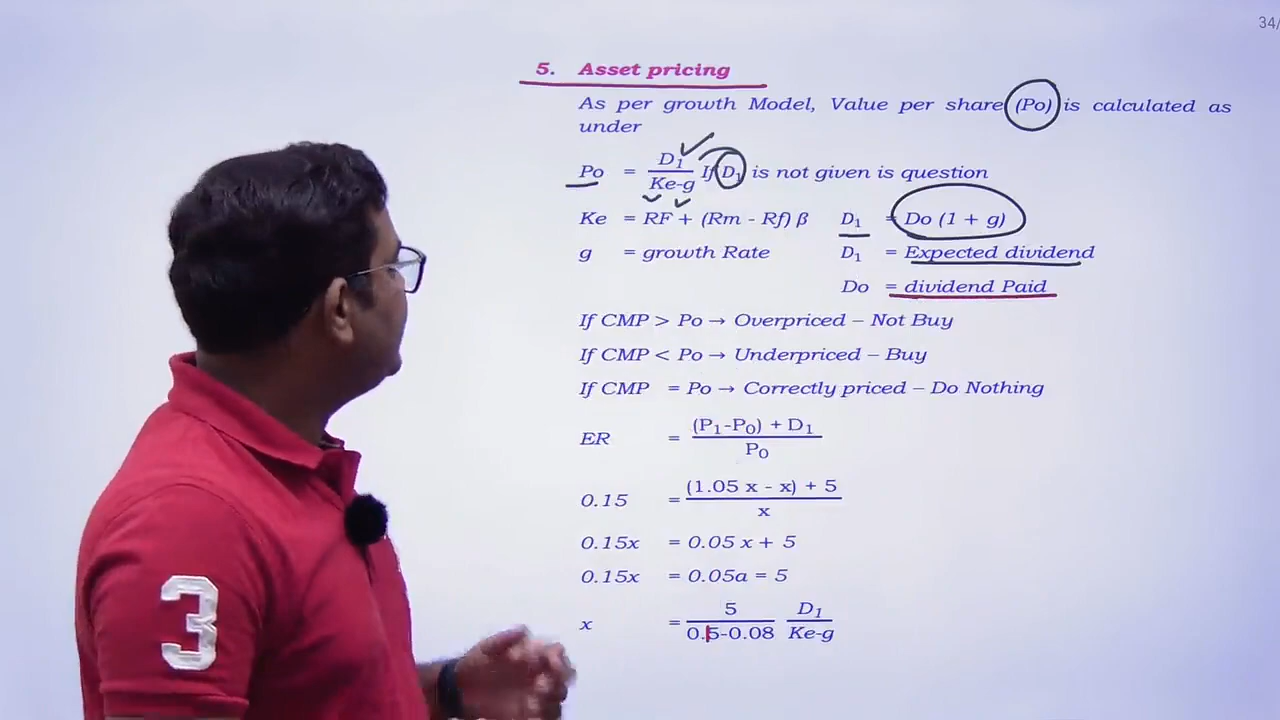 34/
5. Asset pricing
As per growth Model, Value per share (Po) is calculated as
under
Po = D₁ / Ke-g If D₁ is not given is question
Ke = RF + (Rm - Rf) β D₁ = Do (1 + g)
g = growth Rate D₁ = Expected dividend
Do = dividend Paid
If CMP > Po → Overpriced – Not Buy
If CMP < Po → Underpriced – Buy
If CMP = Po → Correctly priced – Do Nothing
ER = (P₁-P₀) + D₁ / P₀
0.15 = (1.05 x - x) + 5 / x
0.15x = 0.05 x + 5
0.15x = 0.05a = 5
x = 5 / 0.15-0.08 D₁ / Ke-g
3